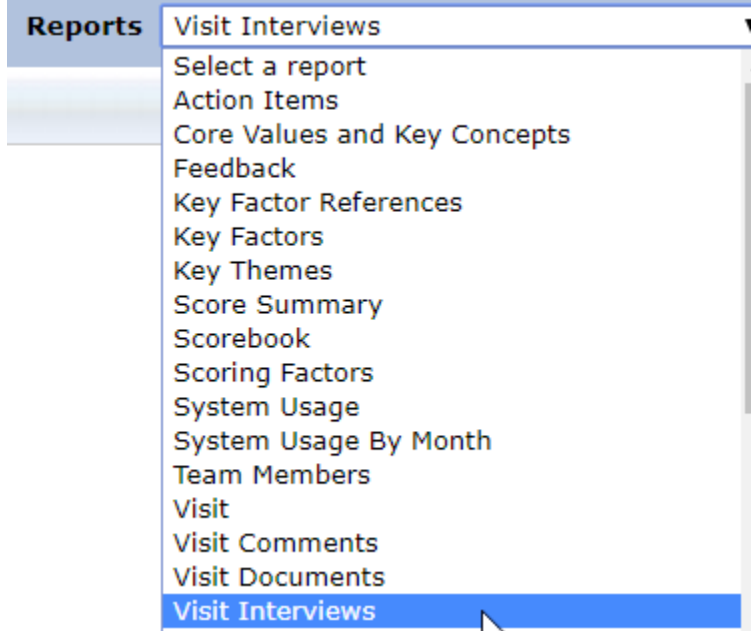 Reports Visit Interviews
Select a report
Action Items
Core Values and Key Concepts
Feedback
Key Factor References
Key Factors
Key Themes
Score Summary
Scorebook
Scoring Factors
System Usage
System Usage By Month
Team Members
Visit
Visit Comments
Visit Documents
Visit Interviews